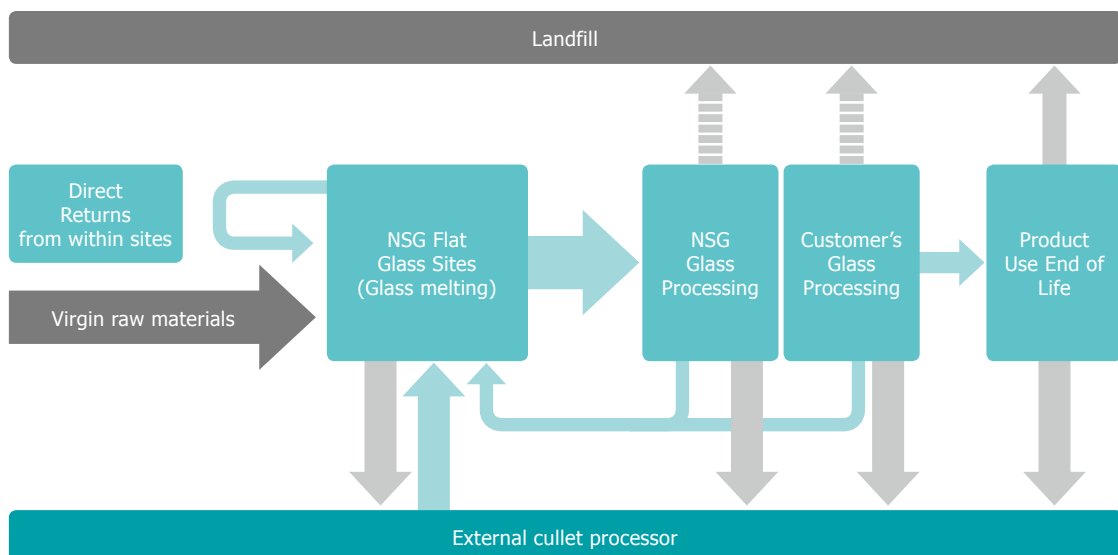 Landfill
Direct
Returns
from within sites
NSG Flat
Glass Sites
(Glass melting)
NSG
Glass
Processing
Customer's
Glass
Processing
Product
Use End of
Life
Virgin raw materials
External cullet processor